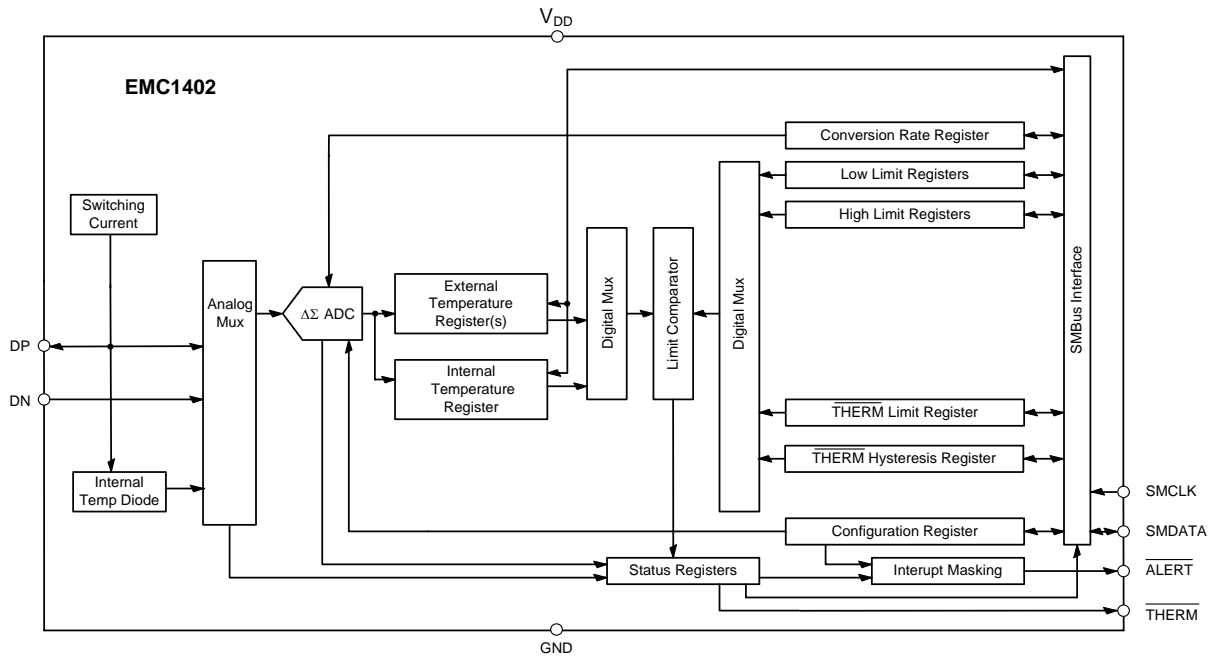 VDD
EMC1402
Conversion Rate Register
Low Limit Registers
High Limit Registers
Switching
Current
Analog
Mux
ΔΣ ADC
External
Temperature
Register(s)
Internal
Temperature
Register
Digital Mux
Limit Comparator
Digital Mux
SMBus Interface
DP
DN
THERM Limit Register
THERM Hysteresis Register
Internal
Temp Diode
SMCLK
Configuration Register
SMDATA
Status Registers
Interupt Masking
ALERT
THERM
GND